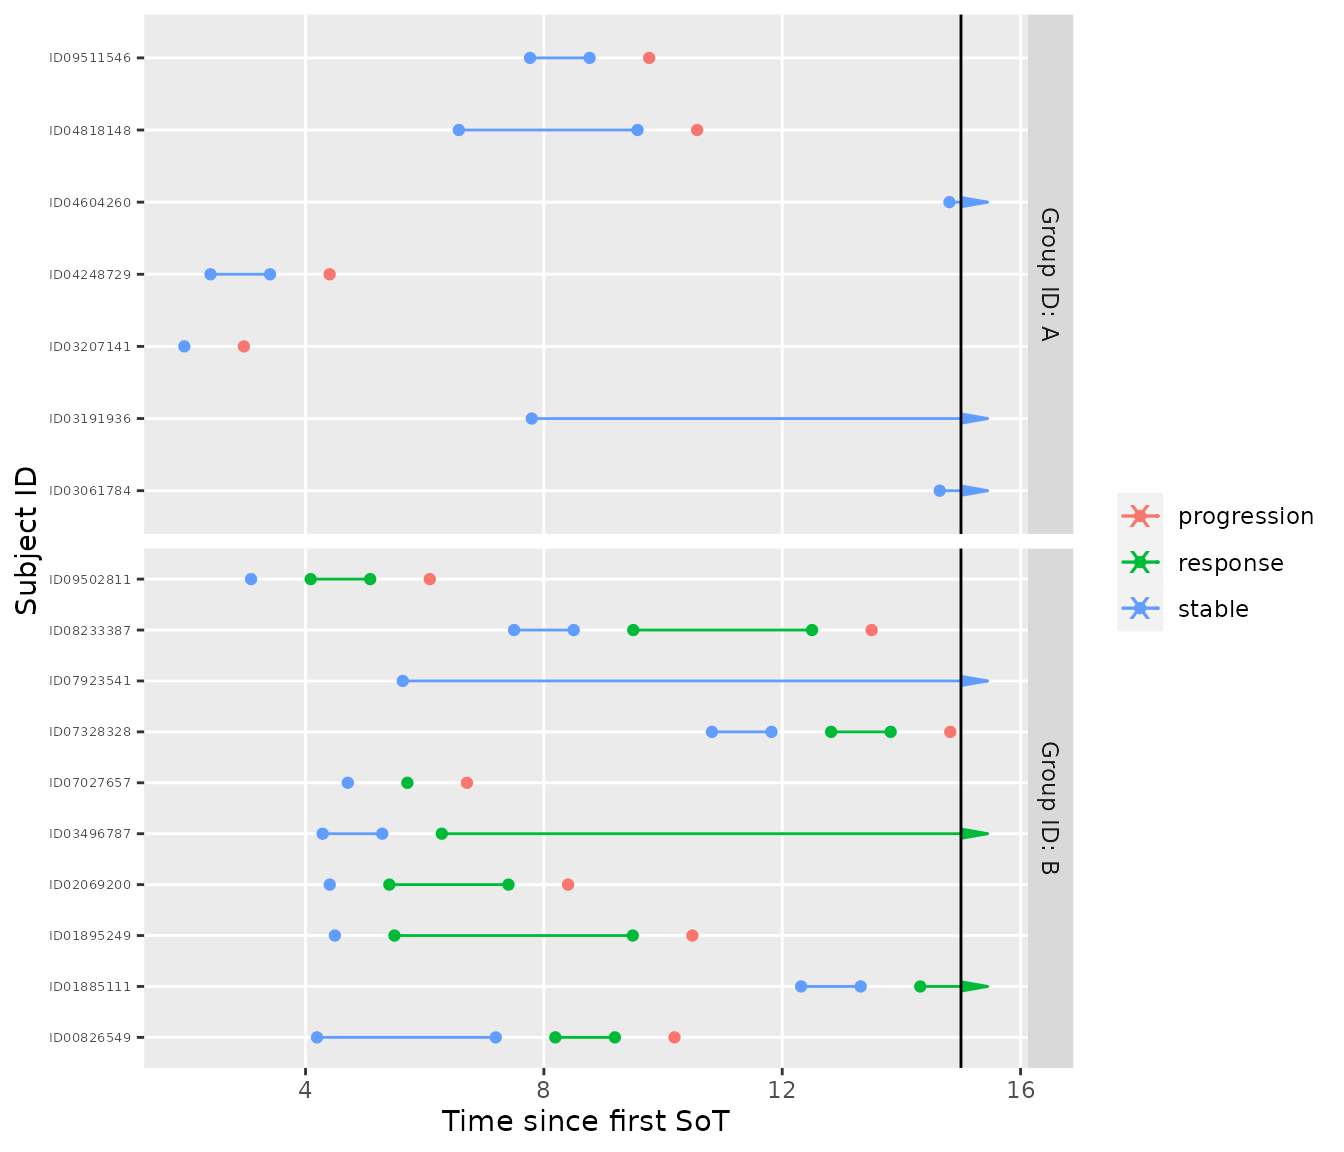 ID09511546
ID04818148
ID04604260
ID04248729
ID03207141
ID03191936
ID03061784
Group ID: A
Subject ID
ID09502811
ID08233387
ID07923541
ID07328328
ID07027657
ID03496787
ID02069200
ID01895249
ID01885111
ID00826549
Group ID: B
4
8
12
16
Time since first SoT
progression
response
stable